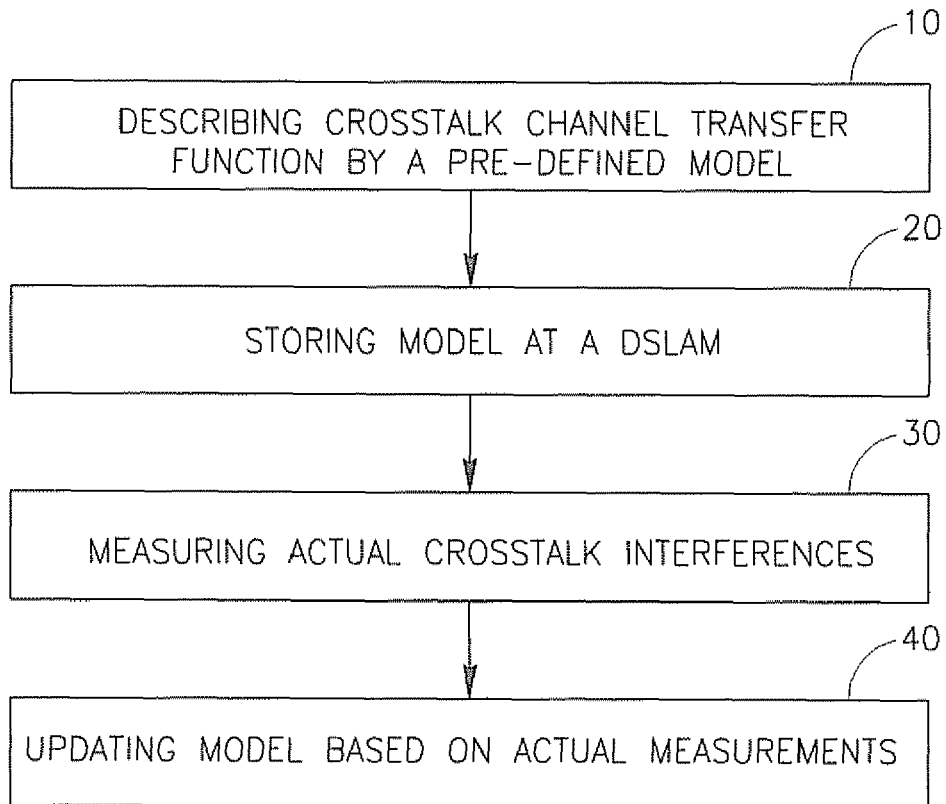 10
DESCRIBING CROSSTALK CHANNEL TRANSFER
FUNCTION BY A PRE-DEFINED MODEL
20
STORING MODEL AT A DSLAM
30
MEASURING ACTUAL CROSSTALK INTERFERENCES
40
UPDATING MODEL BASED ON ACTUAL MEASUREMENTS